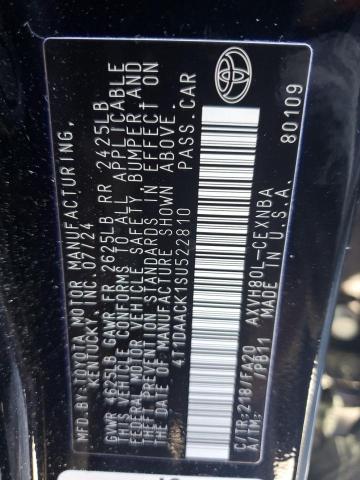 MFD. BY: TOYOTA MOTOR MANUFACTURING,
KENTUCKY, INC. 07/24
GVWR 4625LB GAWR FR 2625LB RR 2425LB
THIS VEHICLE CONFORMS TO ALL APPLICABLE
FEDERAL MOTOR VEHICLE SAFETY, BUMPER, AND
THEFT PREVENTION STANDARDS IN EFFECT ON
THE DATE OF MANUFACTURE SHOWN ABOVE.
4T1DAACK1SU522810 PASS. CAR
C/TR: 218/FA20 AXVH80L-CEXNBA
/TM: /PB11 MADE IN U.S.A. 80109